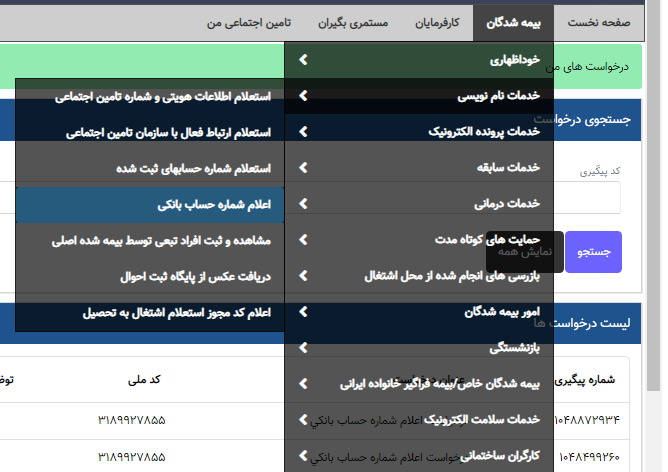 صفحه نخست
بیمه شدگان
کارفرمایان
مستمری بگیران
تامین اجتماعی من
درخواست های من
خوداظهاری
خدمات نام نویسی
خدمات پرونده الکترونیک
خدمات سابقه
خدمات درمانی
حمایت های کوتاه مدت
بازرسی های انجام شده از محل اشتغال
امور بیمه شدگان
بازنشستگی
بیمه شدگان خاص/بیمه فراگیر خانواده ایرانی
خدمات سلامت الکترونیک
کارگران ساختمانی
استعلام اطلاعات هویتی و شماره تامین اجتماعی
استعلام ارتباط فعال با سازمان تامین اجتماعی
استعلام شماره حسابهای ثبت شده
اعلام شماره حساب بانکی
مشاهده و ثبت افراد تبعی توسط بیمه شده اصلی
دریافت عکس از پایگاه ثبت احوال
اعلام کد مجوز استعلام اشتغال به تحصیل
جستجوی درخواست
کد پیگیری
جستجو
نمایش همه
لیست درخواست ها
شماره پیگیری
کد ملی
۱۰۴۸۸۷۲۹۳۴
اعلام شماره حساب بانکي
۳۱۸۹۹۲۷۸۵۵
۱۰۴۸۴۹۹۲۶۰
درخواست اعلام شماره حساب بانکي
۳۱۸۹۹۲۷۸۵۵